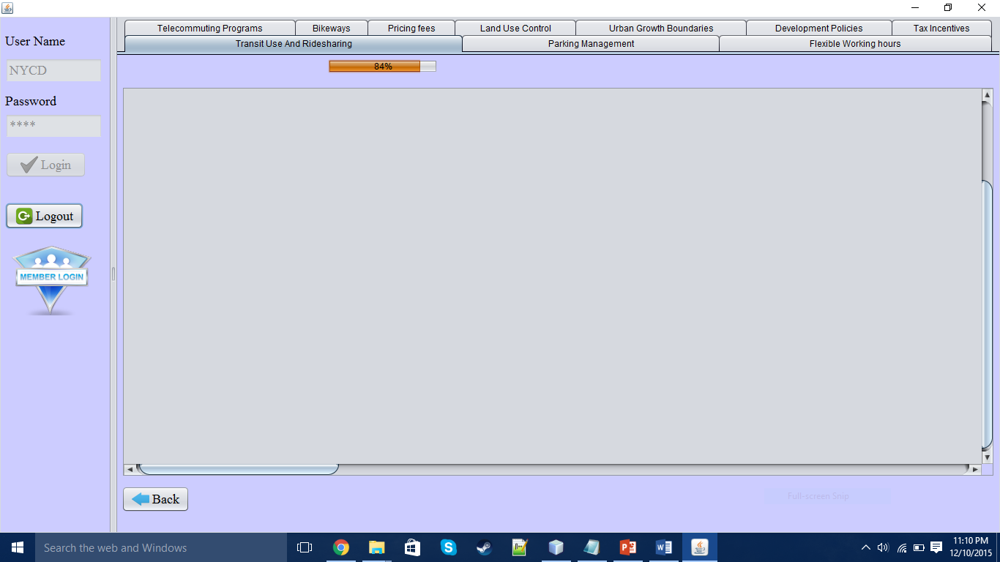 User Name
NYCD
Password
****
Login
Logout
MEMBER LOGIN
Telecommuting Programs Bikeways Pricing fees Land Use Control Urban Growth Boundaries Development Policies Tax Incentives
Transit Use And Ridesharing Parking Management Flexible Working hours
84%
Back
Full-screen Snip
Search the web and Windows
11:10 PM
12/10/2015